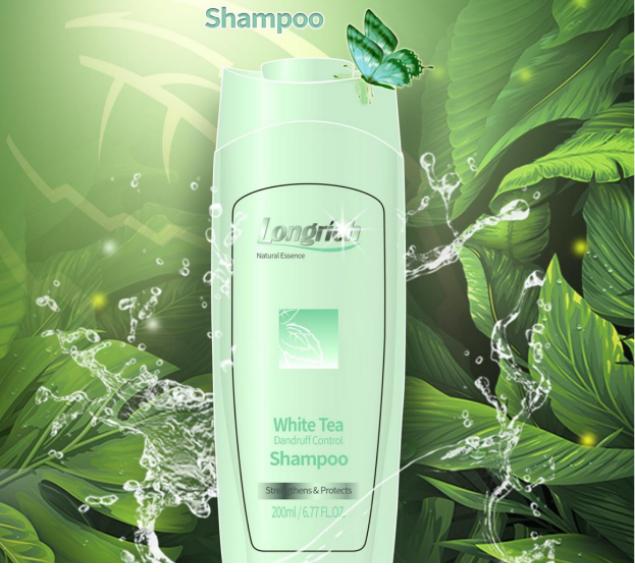 Shampoo
Longrich
Natural Essence
White Tea
Dandruff Control
Shampoo
Strengthens & Protects
200ml / 6.77 FL.OZ.